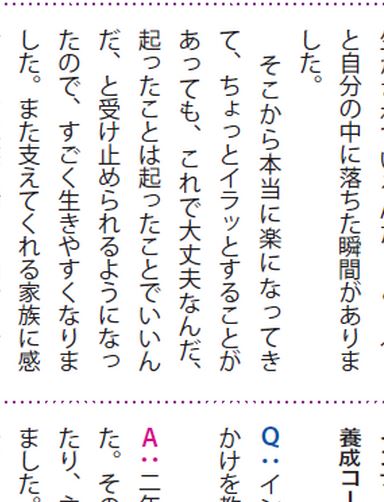 と自分の中に落ちた瞬間がありま
した。
そこから本当に楽になってき
て、ちょっとイラッとすることが
あっても、これで大丈夫なんだ、
起ったことは起ったことでいいん
だ、と受け止められるようになっ
たので、すごく生きやすくなりま
した。また支えてくれる家族に感
養成コー
Q：イン
かけを教
A：二年
た。その
たり、
ました。